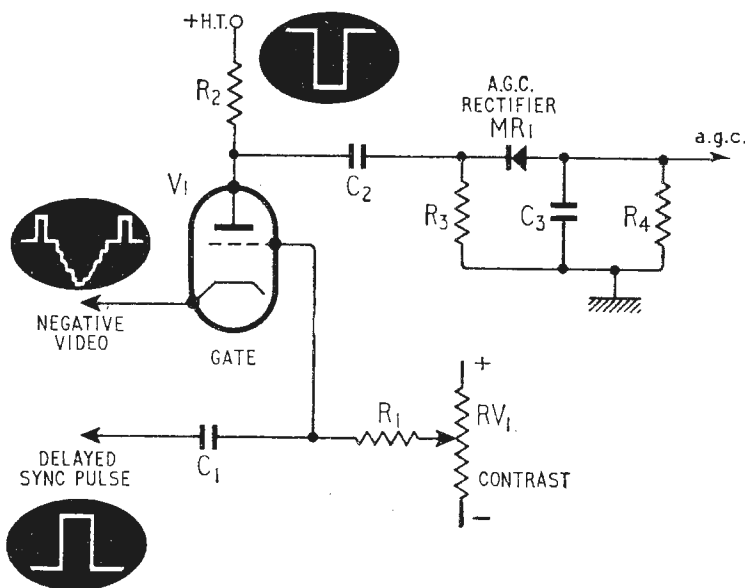 +H.T.
R2
A.G.C.
RECTIFIER
MR1
a.g.c.
C2
V1
R3
C3
R4
NEGATIVE
VIDEO
GATE
+
R1
RV1.
C1
DELAYED
SYNC PULSE
CONTRAST
-